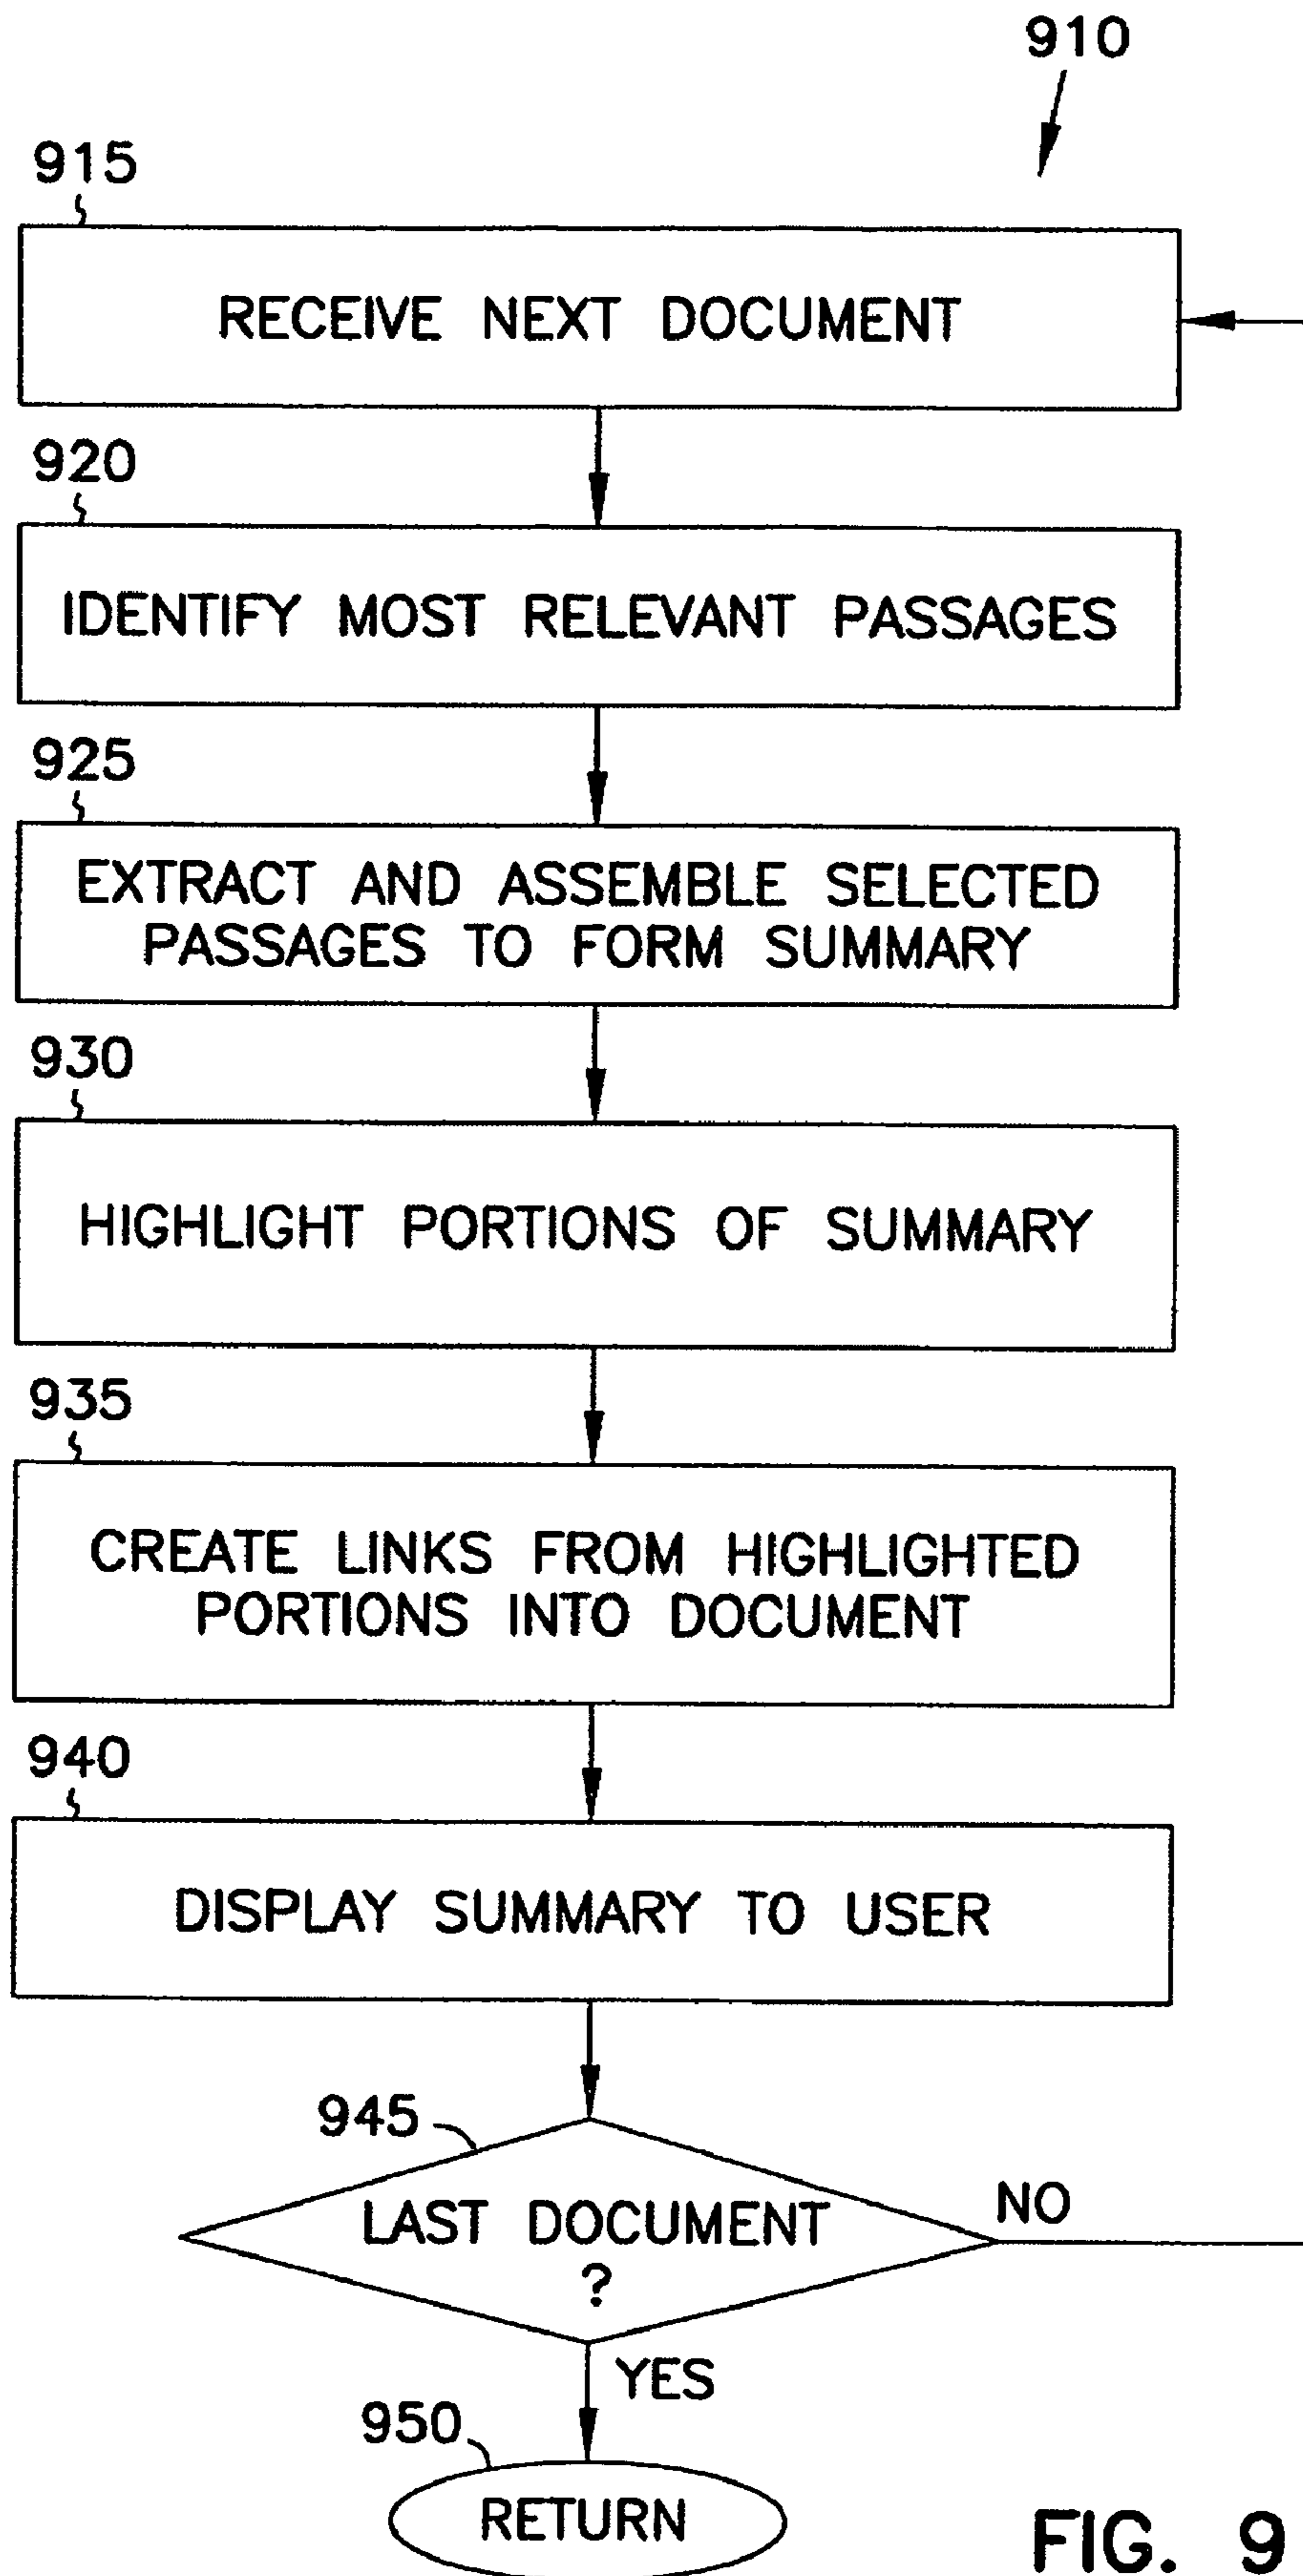 910
915
RECEIVE NEXT DOCUMENT
920
IDENTIFY MOST RELEVANT PASSAGES
925
EXTRACT AND ASSEMBLE SELECTED
PASSAGES TO FORM SUMMARY
930
HIGHLIGHT PORTIONS OF SUMMARY
935
CREATE LINKS FROM HIGHLIGHTED
PORTIONS INTO DOCUMENT
940
DISPLAY SUMMARY TO USER
945
LAST DOCUMENT
?
NO
YES
950
RETURN
FIG. 9